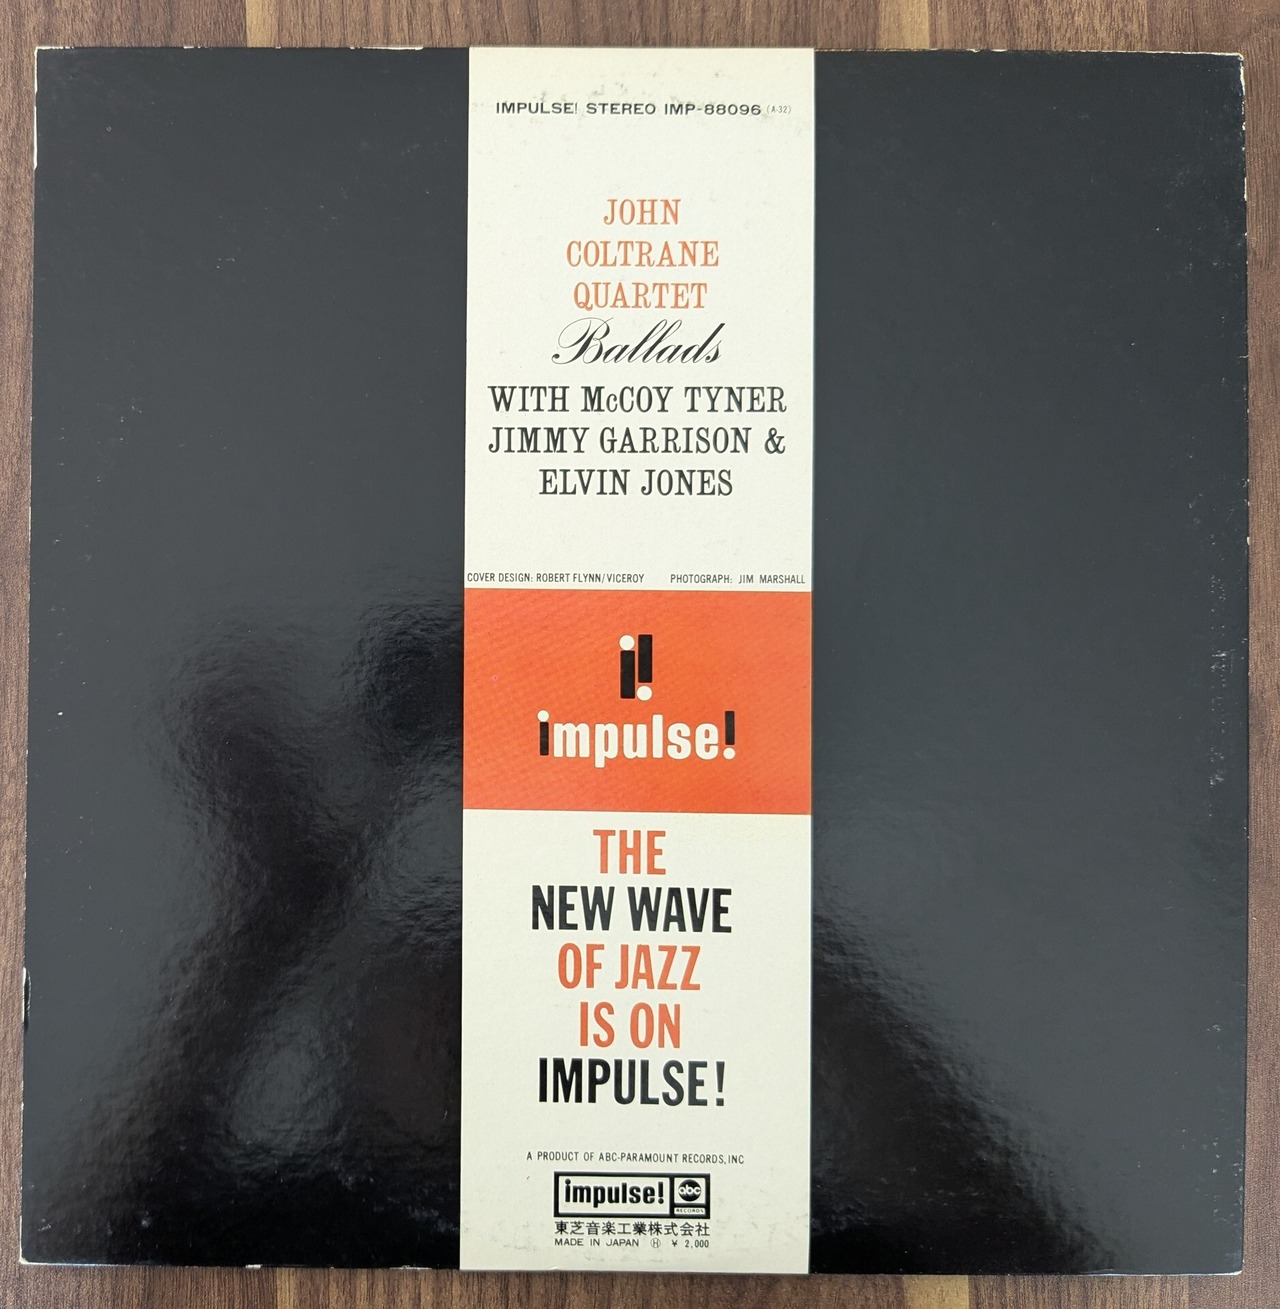 IMPULSE! STEREO IMP-88096 (A-32)
JOHN
COLTRANE
QUARTET
Ballads
WITH McCOY TYNER
JIMMY GARRISON &
ELVIN JONES
COVER DESIGN: ROBERT FLYNN/VICEROY PHOTOGRAPH: JIM MARSHALL
i!
impulse!
THE
NEW WAVE
OF JAZZ
IS ON
IMPULSE!
A PRODUCT OF ABC-PARAMOUNT RECORDS, INC
impulse! abc RECORDS
東芝音楽工業株式会社
MADE IN JAPAN Ⓗ ¥ 2,000